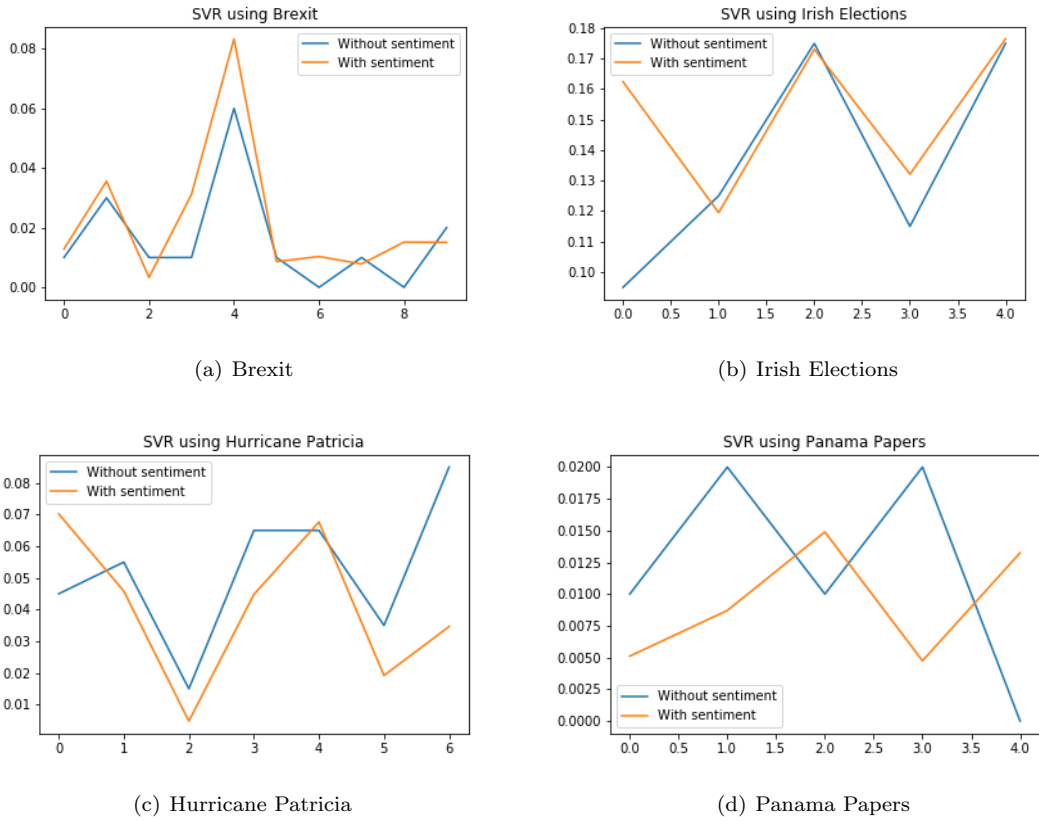 SVR using Brexit
Without sentiment
With sentiment
0.08
0.06
0.04
0.02
0.00
0 2 4 6 8
(a) Brexit
SVR using Irish Elections
Without sentiment
With sentiment
0.18
0.17
0.16
0.15
0.14
0.13
0.12
0.11
0.10
0.0 0.5 1.0 1.5 2.0 2.5 3.0 3.5 4.0
(b) Irish Elections
SVR using Hurricane Patricia
Without sentiment
With sentiment
0.08
0.07
0.06
0.05
0.04
0.03
0.02
0.01
0 1 2 3 4 5 6
(c) Hurricane Patricia
SVR using Panama Papers
0.0200
0.0175
0.0150
0.0125
0.0100
0.0075
0.0050
0.0025
0.0000
Without sentiment
With sentiment
0.0 0.5 1.0 1.5 2.0 2.5 3.0 3.5 4.0
(d) Panama Papers